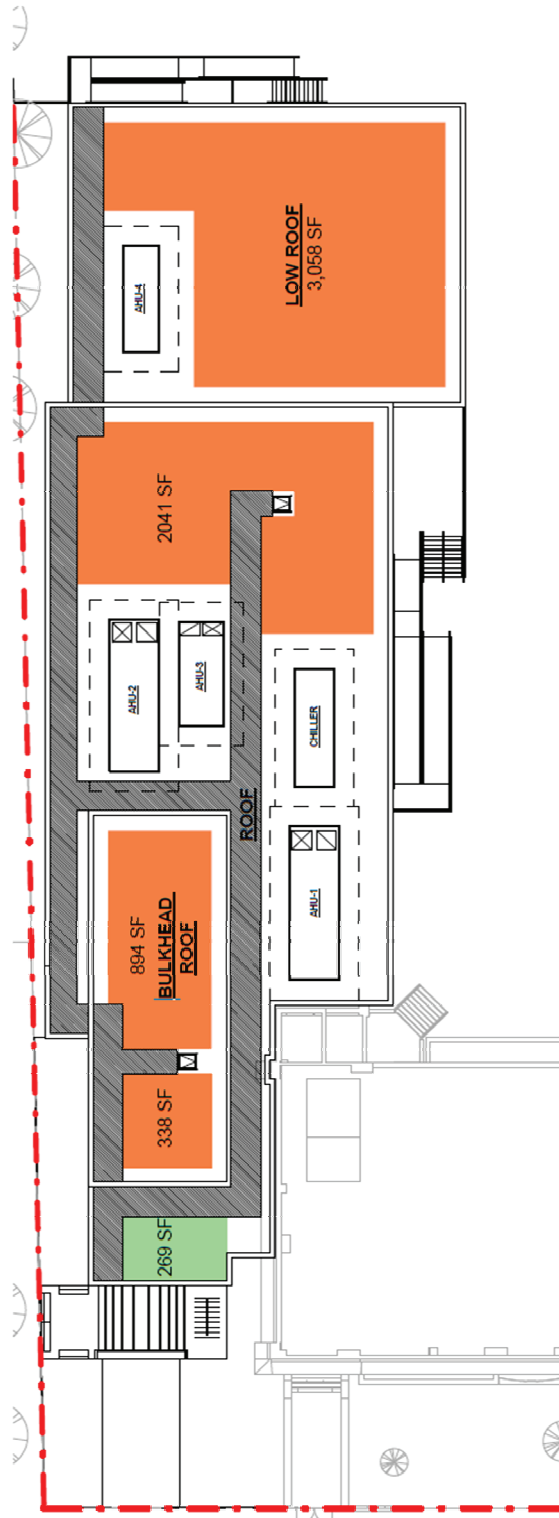 LOW ROOF
3,058 SF
AHU-4
2041 SF
AHU-2
AHU-3
CHILLER
ROOF
AHU-1
894 SF
BULKHEAD
ROOF
338 SF
269 SF